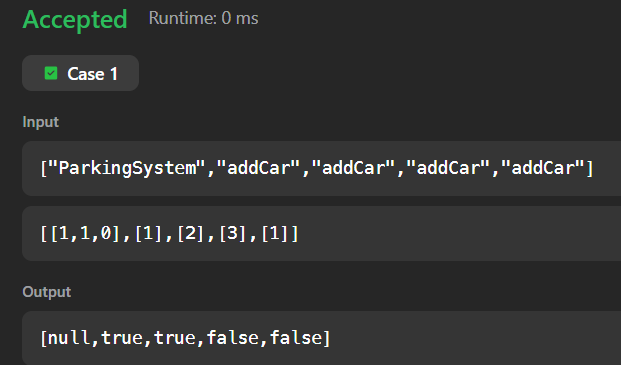 Accepted Runtime: 0 ms
Case 1
Input
["ParkingSystem","addCar","addCar","addCar","addCar"]
[[1,1,0],[1],[2],[3],[1]]
Output
[null,true,true,false,false]